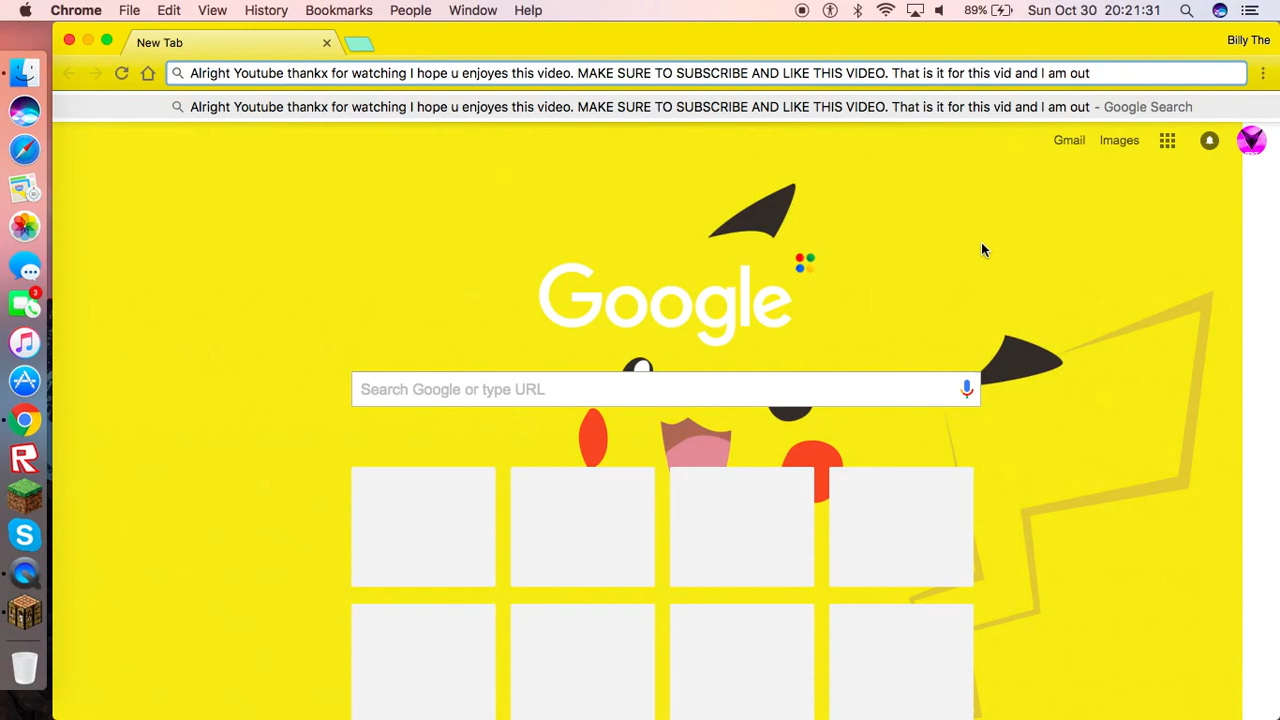 Chrome File Edit View History Bookmarks People Window Help 89% Sun Oct 30 20:21:31
New Tab Billy The
Alright Youtube thankx for watching I hope u enjoyes this video. MAKE SURE TO SUBSCRIBE AND LIKE THIS VIDEO. That is it for this vid and I am out
Alright Youtube thankx for watching I hope u enjoyes this video. MAKE SURE TO SUBSCRIBE AND LIKE THIS VIDEO. That is it for this vid and I am out - Google Search
Gmail Images
Google
Search Google or type URL
3